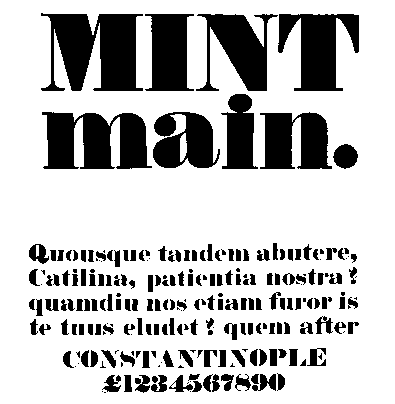 MINT
main.
Quousque tandem abutere,
Catilina, patientia nostra?
quamdiu nos etiam furor is
te tuus eludet? quem after
CONSTANTINOPLE
£1234567890